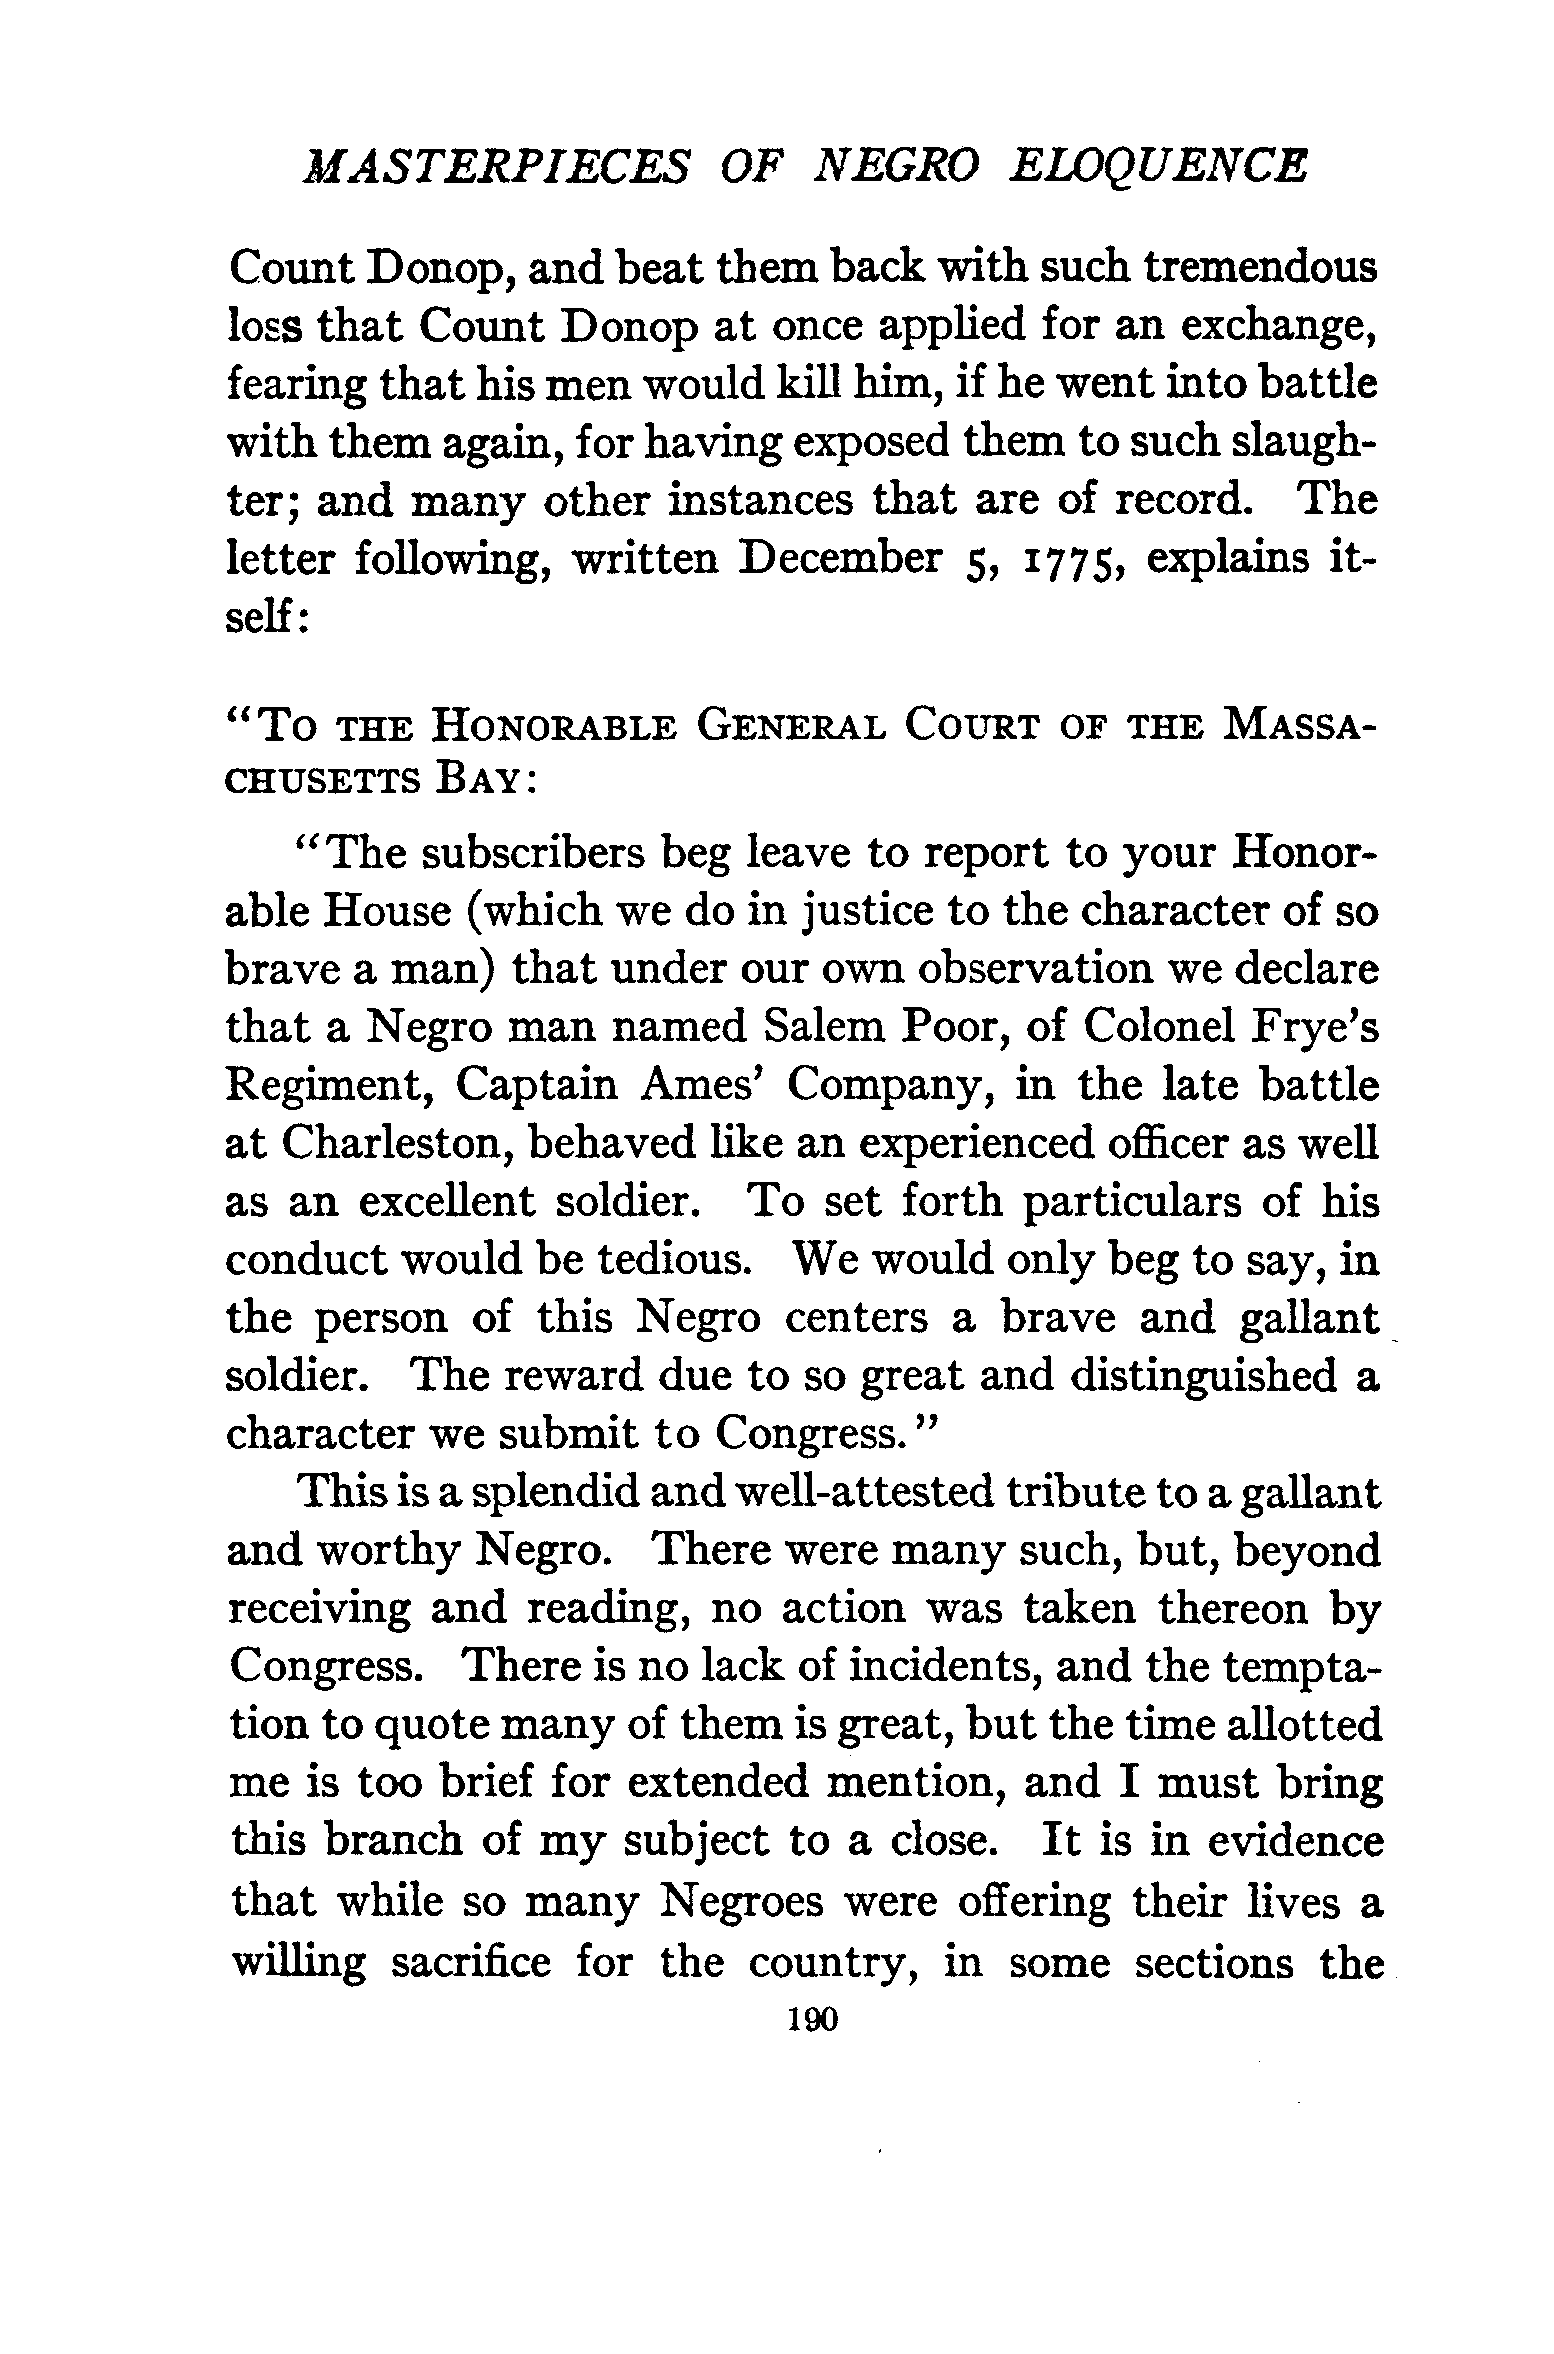 MASTERPIECES OF NEGRO ELOQUENCE
Count Donop, and beat them back with such tremendous
loss that Count Donop at once applied for an exchange,
fearing that his men would kill him, if he went into battle
with them again, for having exposed them to such slaugh-
ter; and many other instances that are of record. The
letter following, written December 5, 1775, explains it-
self:
“To the Honorable General Court of the Massa-
chusetts Bay:
“The subscribers beg leave to report to your Honor-
able House (which we do in justice to the character of so
brave a man) that under our own observation we declare
that a Negro man named Salem Poor, of Colonel Frye’s
Regiment, Captain Ames’ Company, in the late battle
at Charleston, behaved like an experienced officer as well
as an excellent soldier. To set forth particulars of his
conduct would be tedious. We would only beg to say, in
the person of this Negro centers a brave and gallant
soldier. The reward due to so great and distinguished a
character we submit to Congress.”
This is a splendid and well-attested tribute to a gallant
and worthy Negro. There were many such, but, beyond
receiving and reading, no action was taken thereon by
Congress. There is no lack of incidents, and the tempta-
tion to quote many of them is great, but the time allotted
me is too brief for extended mention, and I must bring
this branch of my subject to a close. It is in evidence
that while so many Negroes were offering their lives a
willing sacrifice for the country, in some sections the
190